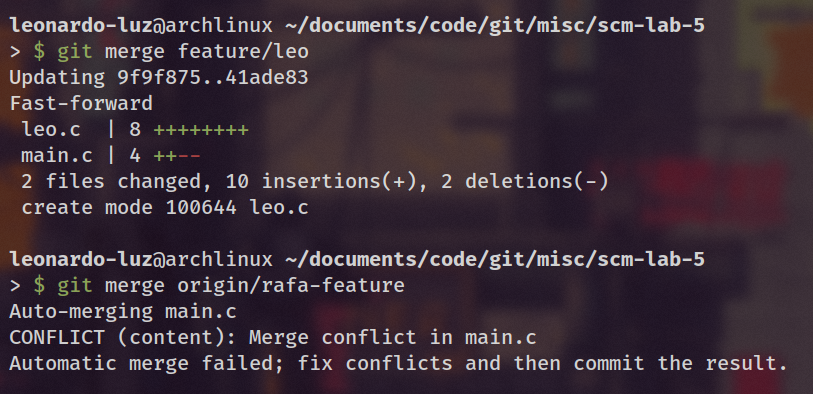 leonardo-luz@archlinux ~/documents/code/git/misc/scm-lab-5
> $ git merge feature/leo
Updating 9f9f875..41ade83
Fast-forward
 leo.c  | 8 ++++++++
 main.c | 4 ++--
 2 files changed, 10 insertions(+), 2 deletions(-)
 create mode 100644 leo.c

leonardo-luz@archlinux ~/documents/code/git/misc/scm-lab-5
> $ git merge origin/rafa-feature
Auto-merging main.c
CONFLICT (content): Merge conflict in main.c
Automatic merge failed; fix conflicts and then commit the result.